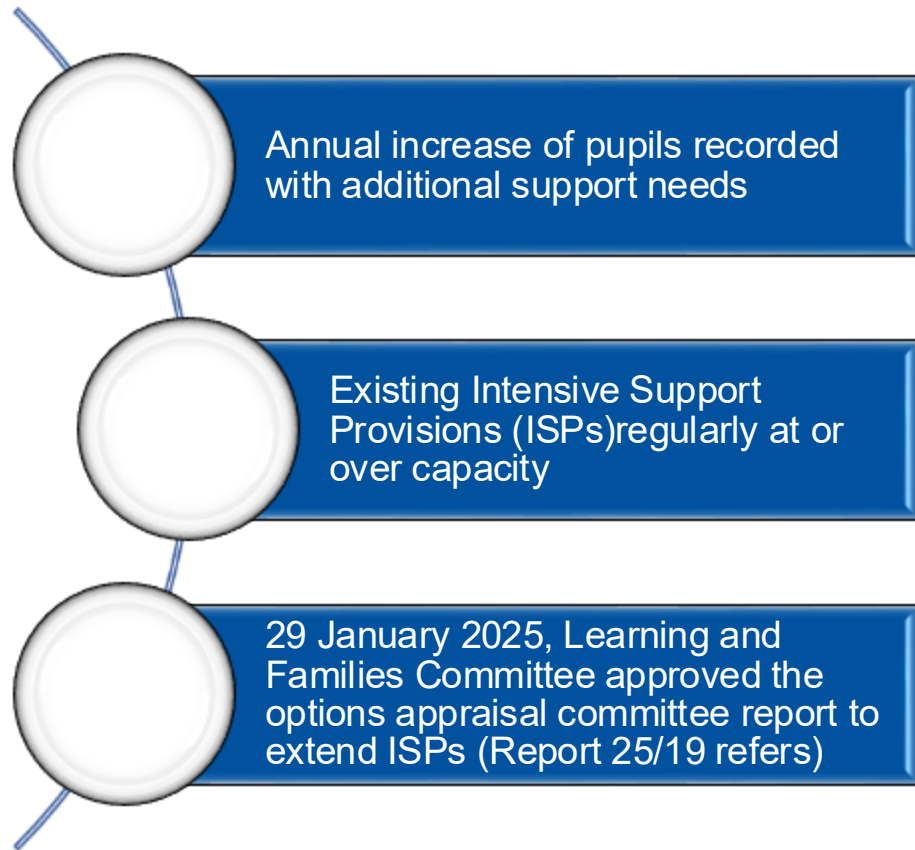 Annual increase of pupils recorded
with additional support needs
Existing Intensive Support
Provisions (ISPs)regularly at or
over capacity
29 January 2025, Learning and
Families Committee approved the
options appraisal committee report to
extend ISPs (Report 25/19 refers)